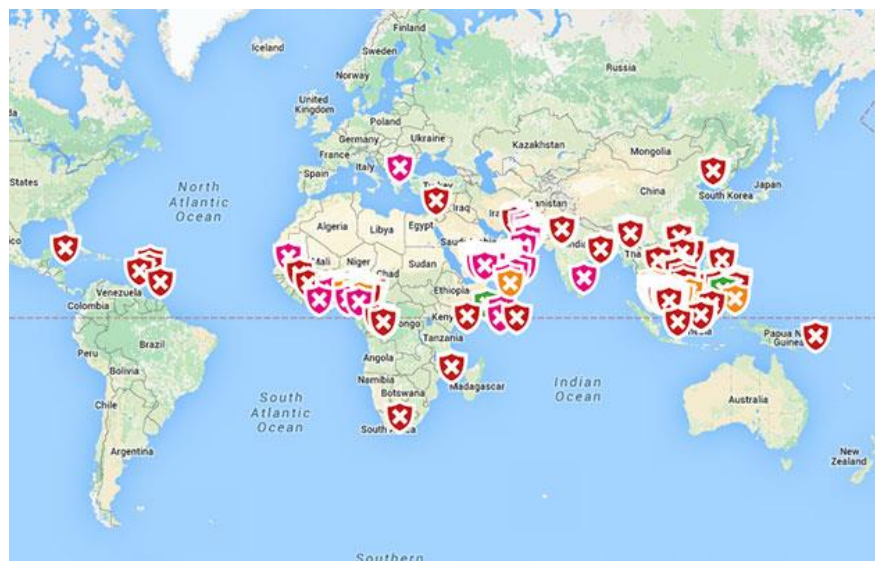 Finland
Iceland
Sweden
Russia
Norway
United
Kingdom
Poland
Germany
Ukraine
Kazakhstan
Mongolia
France
Italy
Spain
States
North
Atlantic
Ocean
China
South Korea
Japan
Iraq
Algeria
Libya
Egypt
Mali
Niger
Chad
Sudan
Ethiopia
Venezuela
Colombia
Tanzania
Papua N
Guinea
Peru
Brazil
Angola
Bolivia
Namibia
Madagascar
Botswana
Indian
Ocean
Chile
South
Atlantic
Ocean
Australia
Argentina
New
Zealand
Southern